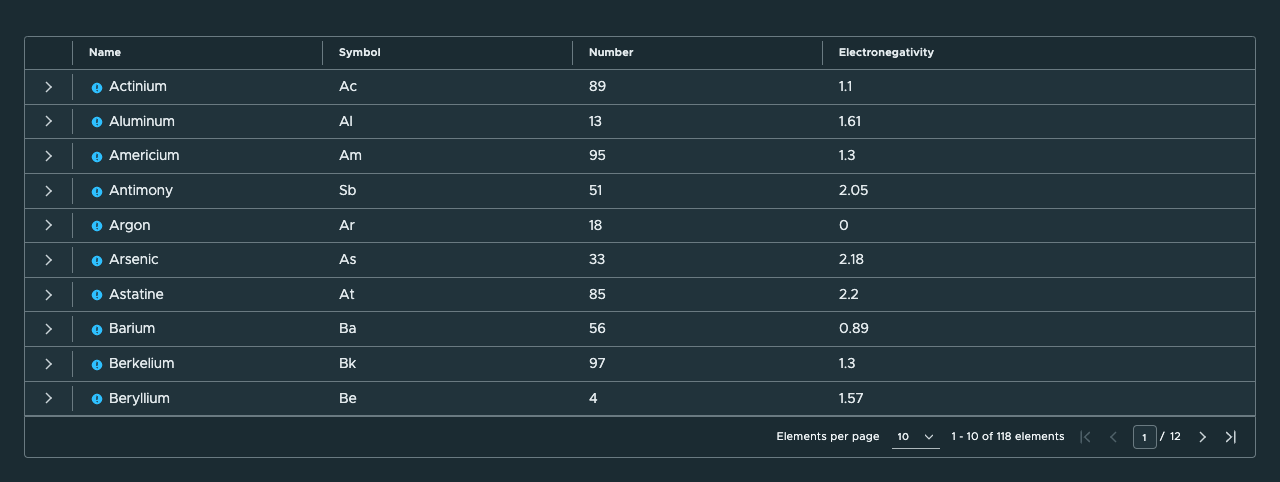 Name Symbol Number Electronegativity
Actinium Ac 89 1.1
Aluminum Al 13 1.61
Americium Am 95 1.3
Antimony Sb 51 2.05
Argon Ar 18 0
Arsenic As 33 2.18
Astatine At 85 2.2
Barium Ba 56 0.89
Berkelium Bk 97 1.3
Beryllium Be 4 1.57
Elements per page 10 1 - 10 of 118 elements 1 / 12